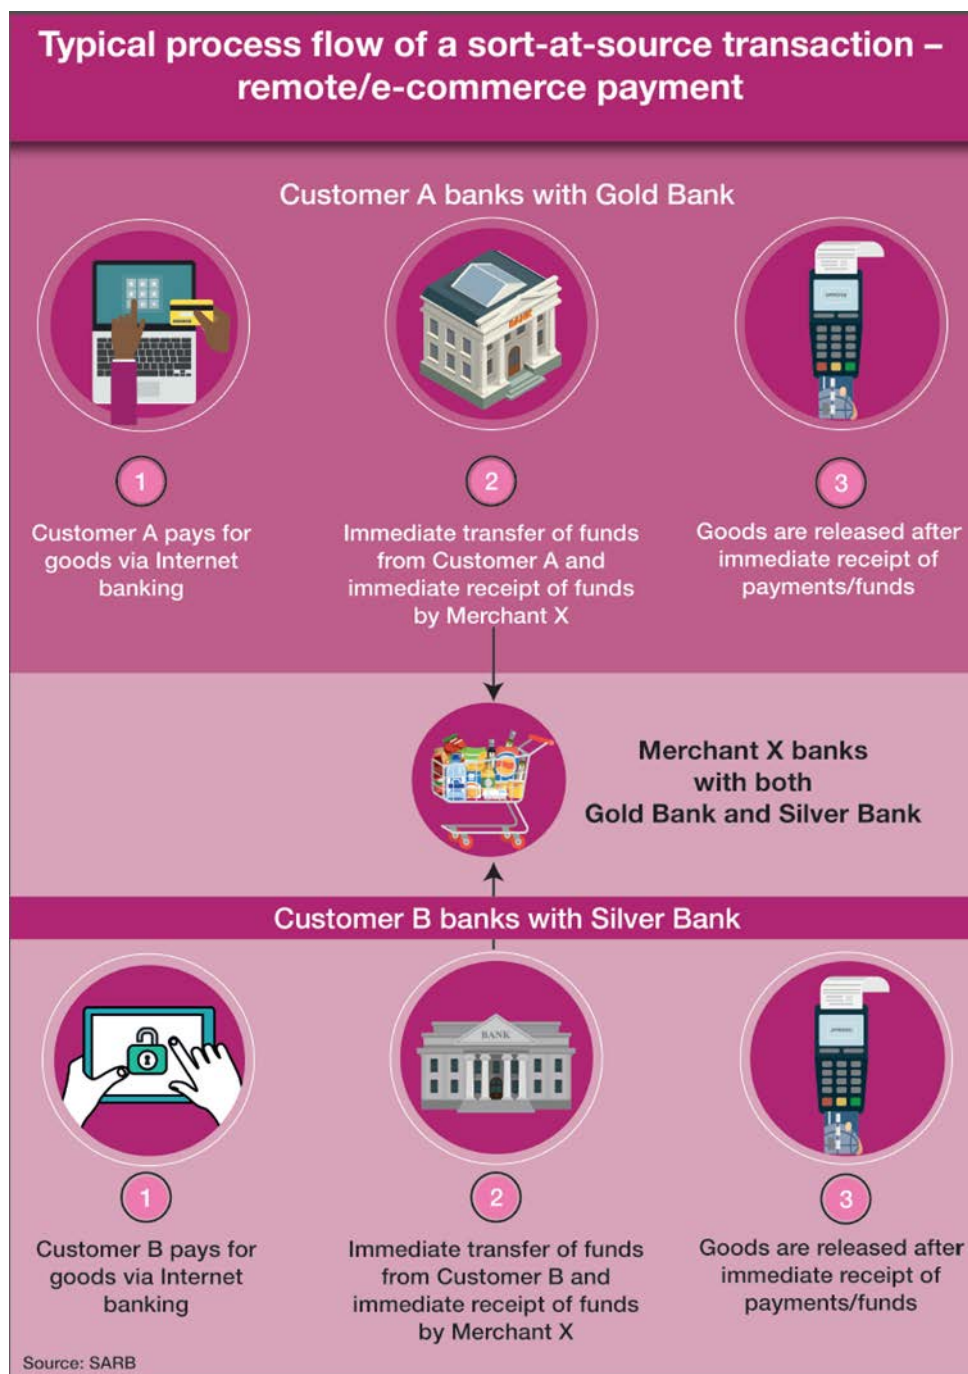 Typical process flow of a sort-at-source transaction –
remote/e-commerce payment
Customer A banks with Gold Bank
BANK
APPROVED
1
Customer A pays for
goods via Internet
banking
2
Immediate transfer of funds
from Customer A and
immediate receipt of funds
by Merchant X
3
Goods are released after
immediate receipt of
payments/funds
Merchant X banks
with both
Gold Bank and Silver Bank
Customer B banks with Silver Bank
BANK
APPROVED
1
Customer B pays for
goods via Internet
banking
2
Immediate transfer of funds
from Customer B and
immediate receipt of funds
by Merchant X
3
Goods are released after
immediate receipt of
payments/funds
Source: SARB